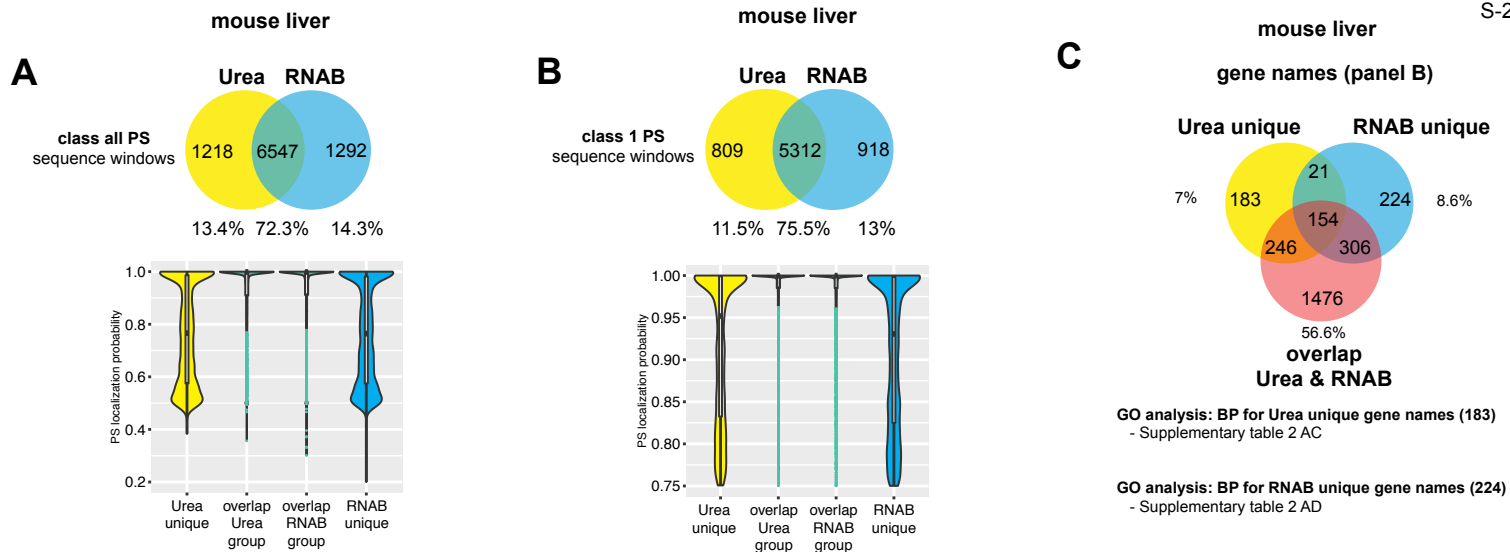 S-2
mouse liver
A
Urea RNAB
class all PS
sequence windows
1218 6547 1292
13.4% 72.3% 14.3%
PS localization probability
1.0
0.8
0.6
0.4
0.2
Urea unique
overlap Urea group
overlap RNAB group
RNAB unique
mouse liver
B
Urea RNAB
class 1 PS
sequence windows
809 5312 918
11.5% 75.5% 13%
PS localization probability
1.00
0.95
0.90
0.85
0.80
0.75
Urea unique
overlap Urea group
overlap RNAB group
RNAB unique
mouse liver
C
gene names (panel B)
Urea unique RNAB unique
21
7% 183 224 8.6%
154
246 306
1476
56.6%
overlap
Urea & RNAB
GO analysis: BP for Urea unique gene names (183)
- Supplementary table 2 AC
GO analysis: BP for RNAB unique gene names (224)
- Supplementary table 2 AD